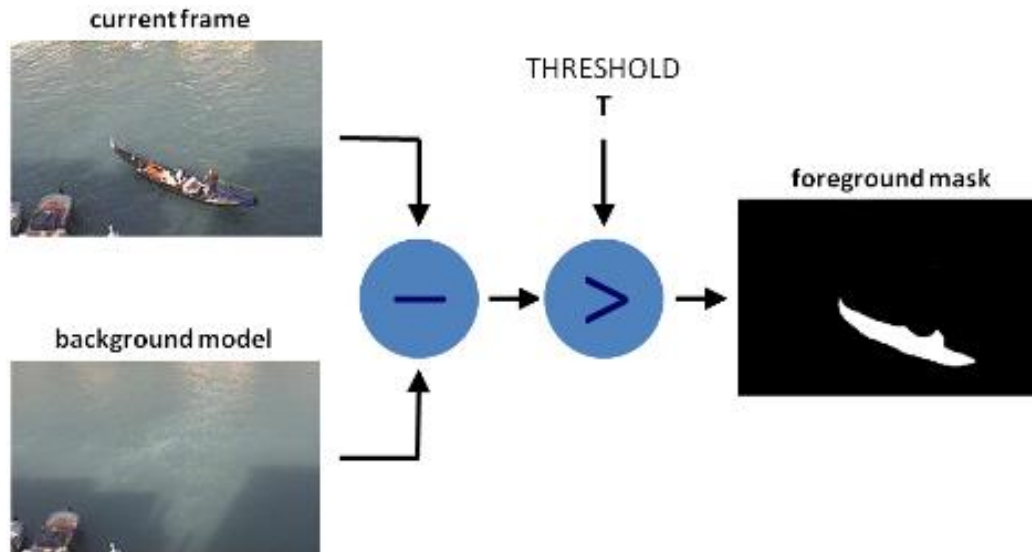 current frame
THRESHOLD
T
foreground mask
background model